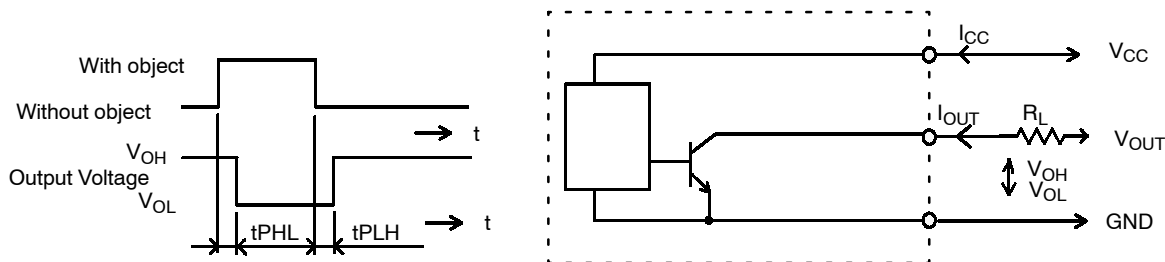 With object
Without object
t
VOH
Output Voltage
VOL
t
tPHL
tPLH
ICC
VCC
IOUT
RL
VOUT
VOH
VOL
GND